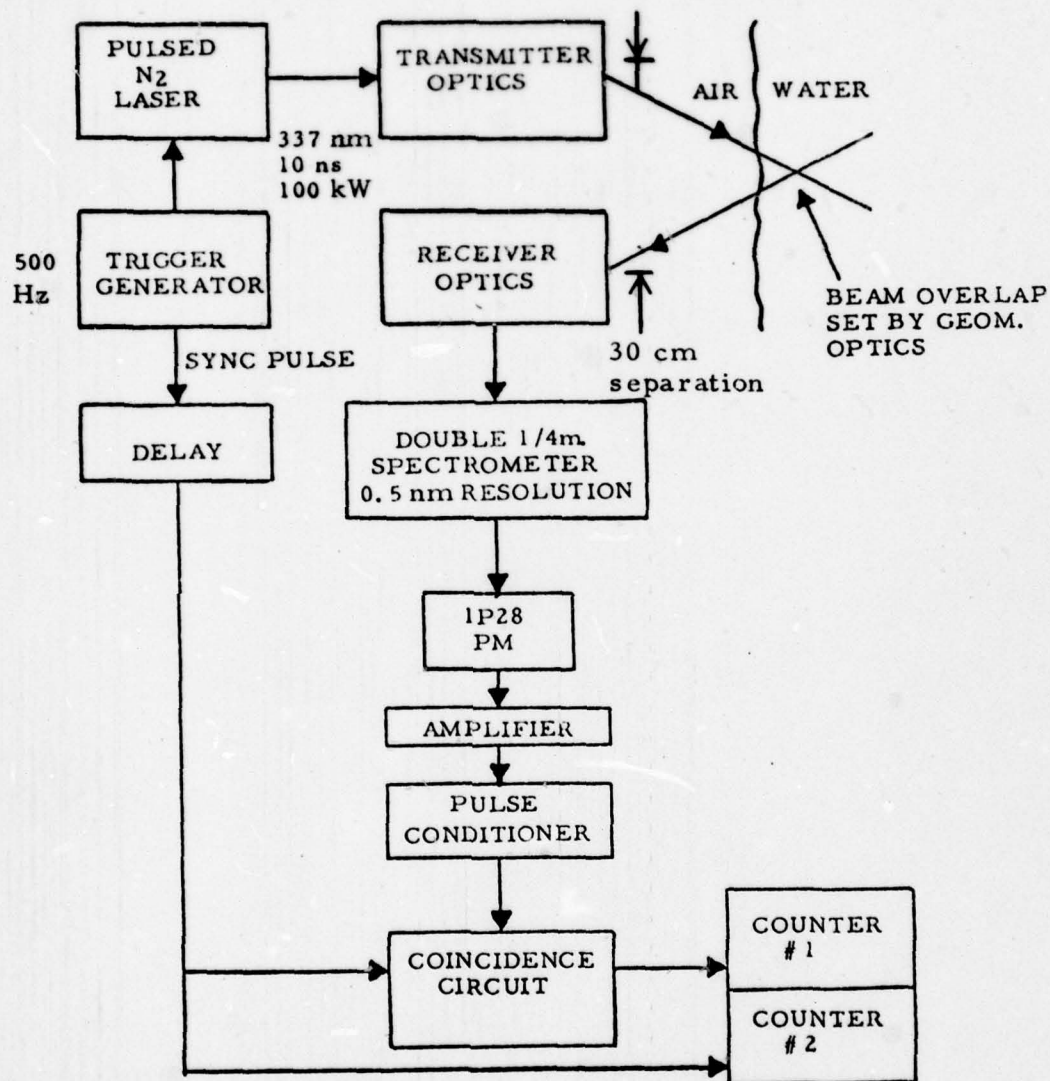 PULSED
N2
LASER
TRANSMITTER
OPTICS
AIR
WATER
337 nm
10 ns
100 kW
500
Hz
TRIGGER
GENERATOR
RECEIVER
OPTICS
BEAM OVERLAP
SET BY GEOM.
OPTICS
30 cm
separation
SYNC PULSE
DELAY
DOUBLE 1/4m.
SPECTROMETER
0.5 nm RESOLUTION
1P28
PM
AMPLIFIER
PULSE
CONDITIONER
COINCIDENCE
CIRCUIT
COUNTER
#1
COUNTER
#2